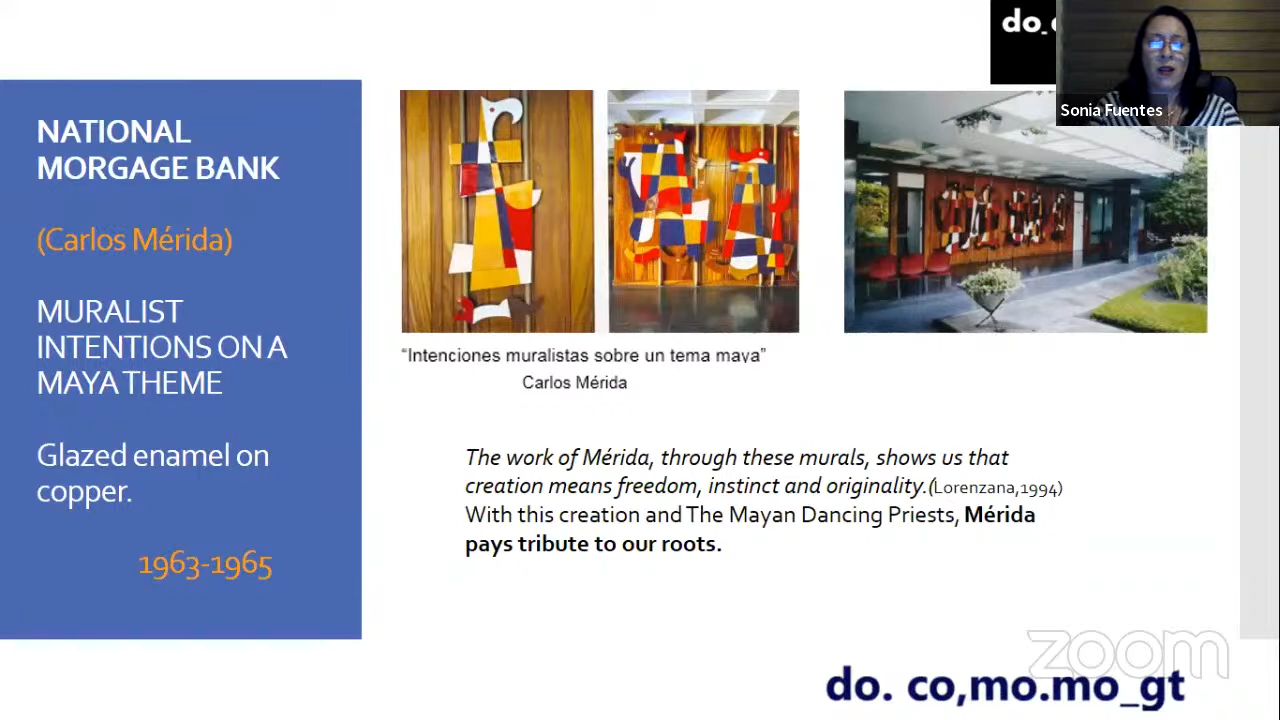 NATIONAL
MORGAGE BANK
(Carlos Mérida)
MURALIST
INTENTIONS ON A
MAYA THEME
Glazed enamel on
copper.
1963-1965
"Intenciones muralistas sobre un tema maya"
Carlos Mérida
The work of Mérida, through these murals, shows us that
creation means freedom, instinct and originality.(Lorenzana,1994)
With this creation and The Mayan Dancing Priests, Mérida
pays tribute to our roots.
Sonia Fuentes
zoom
do. co,mo.mo_gt